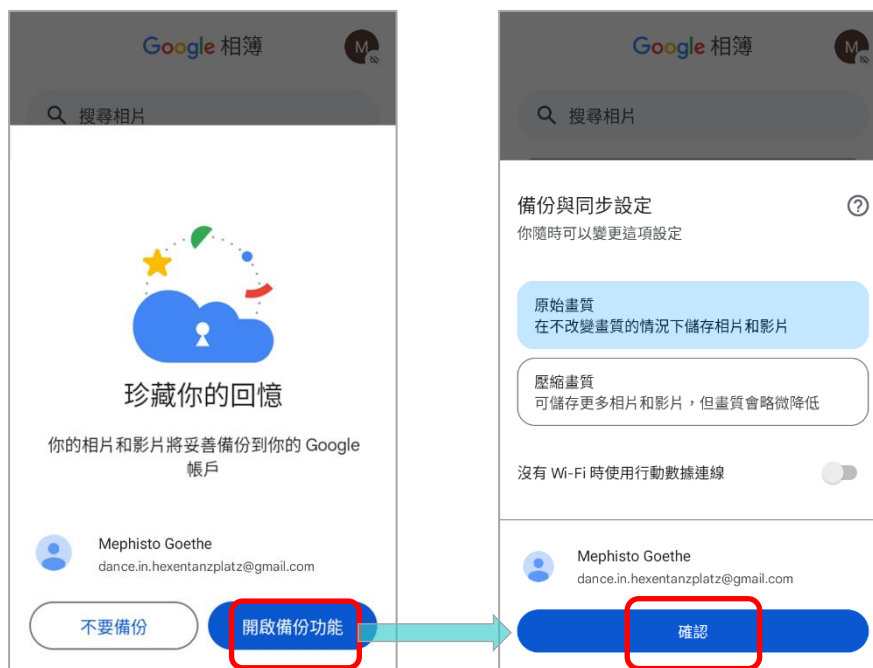 Google 相簿
M
搜尋相片
珍藏你的回憶
你的相片和影片將妥善備份到你的 Google
帳戶
Mephisto Goethe
dance.in.hexentanzplatz@gmail.com
不要備份
開啟備份功能
Google 相簿
M
搜尋相片
備份與同步設定
?
你隨時可以變更這項設定
原始畫質
在不改變畫質的情況下儲存相片和影片
壓縮畫質
可儲存更多相片和影片，但畫質會略微降低
沒有 Wi-Fi 時使用行動數據連線
Mephisto Goethe
dance.in.hexentanzplatz@gmail.com
確認